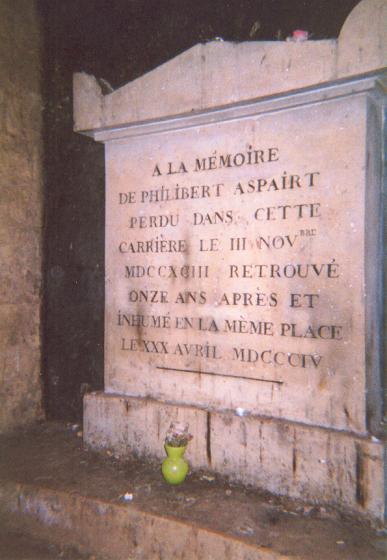 A LA MÉMOIRE
DE PHILIBERT ASPAIRT
PERDU DANS CETTE
CARRIÈRE LE III NOVBRE
MDCCXCIII RETROUVÉ
ONZE ANS APRÈS ET
INHUMÉ EN LA MÈME PLACE
LE XXX AVRIL MDCCCIV